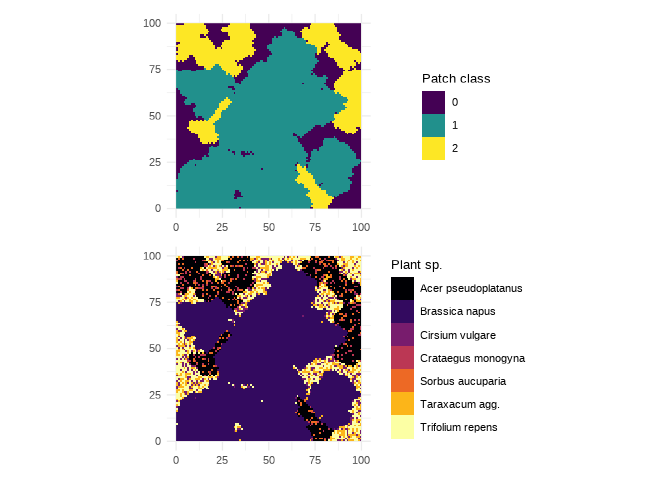 100
75
50
25
0
0 25 50 75 100
Patch class
0
1
2
100
75
50
25
0
0 25 50 75 100
Plant sp.
Acer pseudoplatanus
Brassica napus
Cirsium vulgare
Crataegus monogyna
Sorbus aucuparia
Taraxacum agg.
Trifolium repens